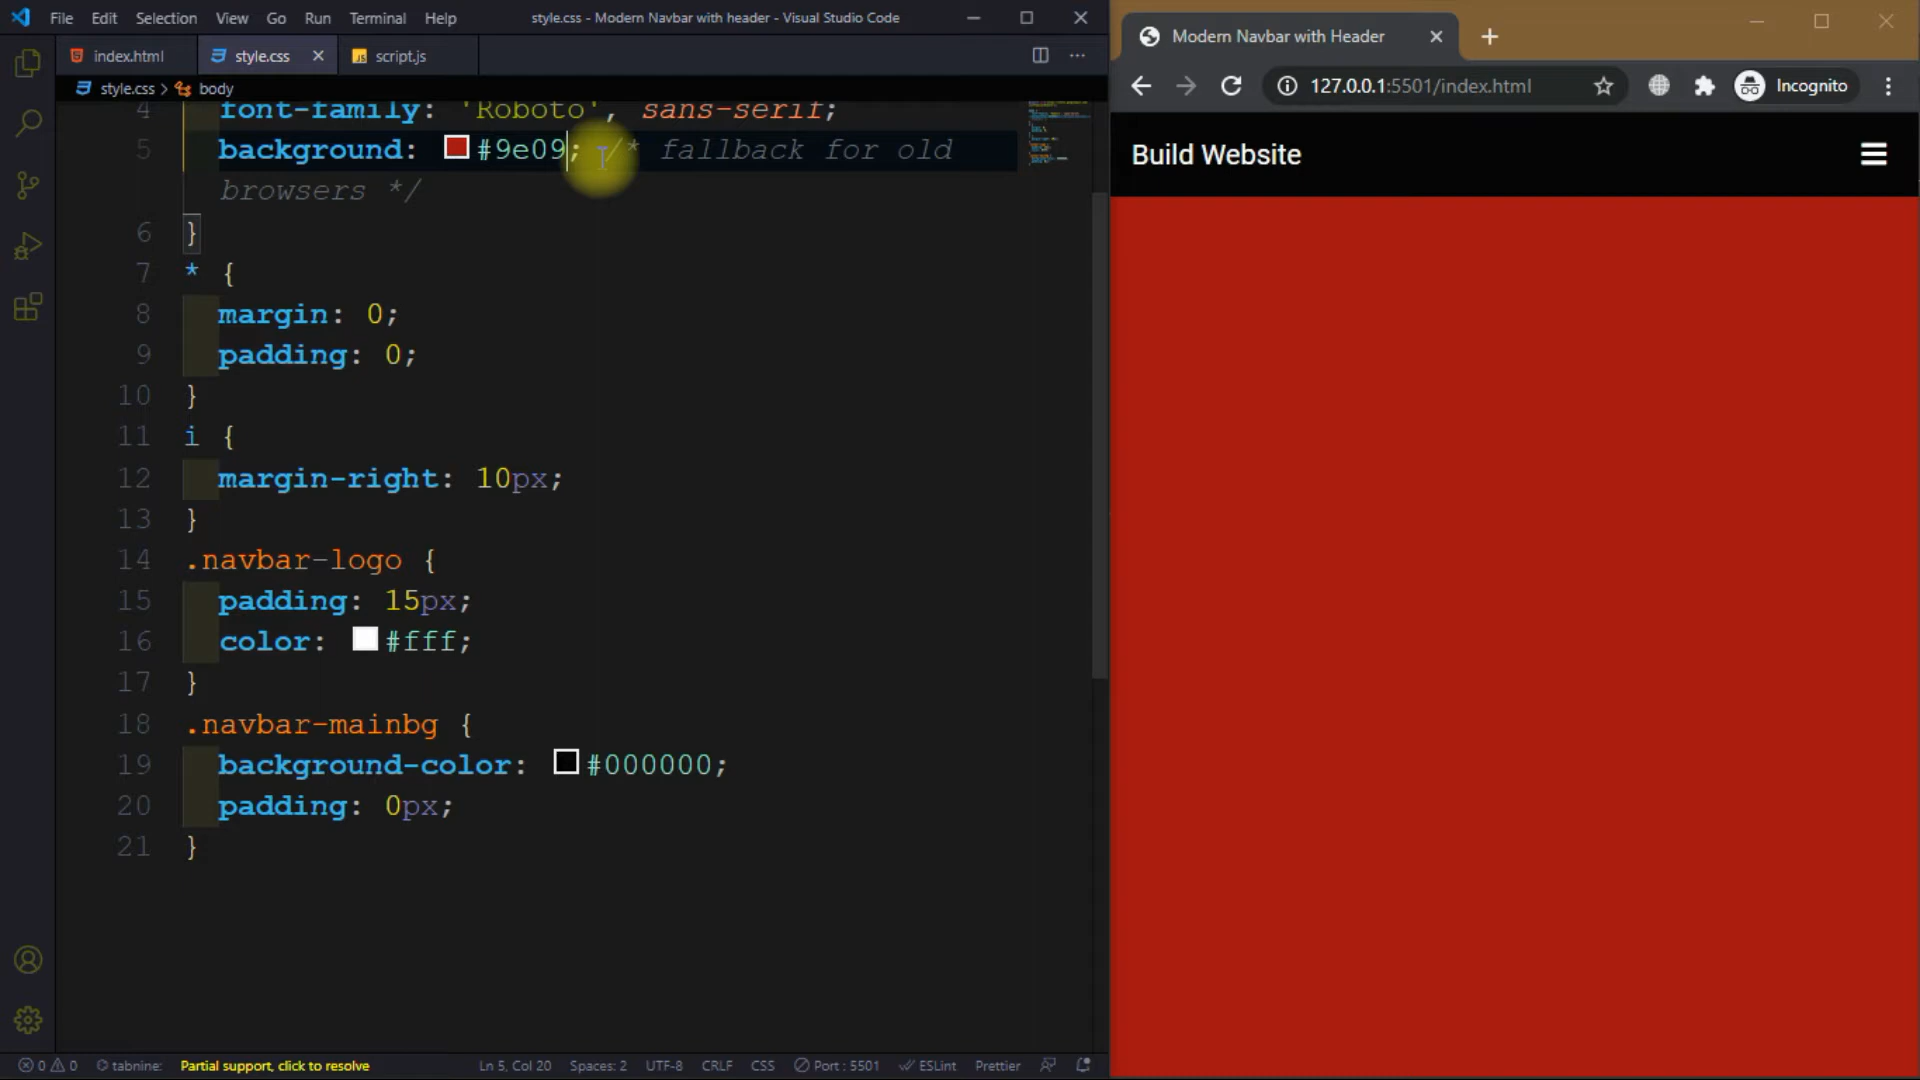 File Edit Selection View Go Run Terminal Help
style.css - Modern Navbar with header - Visual Studio Code
index.html style.css script.js
style.css > body
4 font-family: 'Roboto', sans-serif;
5 background: #9e09; /* fallback for old
browsers */
6 }
7 * {
8 margin: 0;
9 padding: 0;
10 }
11 i {
12 margin-right: 10px;
13 }
14 .navbar-logo {
15 padding: 15px;
16 color: #fff;
17 }
18 .navbar-mainbg {
19 background-color: #000000;
20 padding: 0px;
21 }
0 0 tabnine: Partial support, click to resolve Ln 5, Col 20 Spaces: 2 UTF-8 CRLF CSS Port : 5501 ESLint Prettier
Modern Navbar with Header
127.0.0.1:5501/index.html Incognito
Build Website